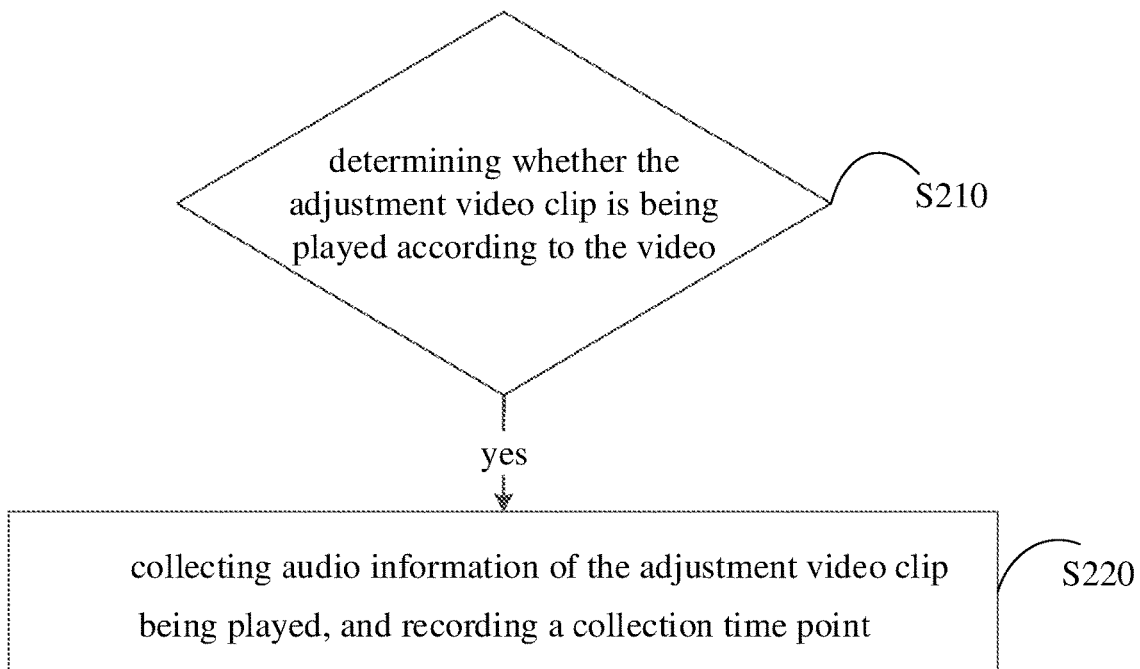 determining whether the
adjustment video clip is being
played according to the video
S210
yes
collecting audio information of the adjustment video clip
being played, and recording a collection time point
S220